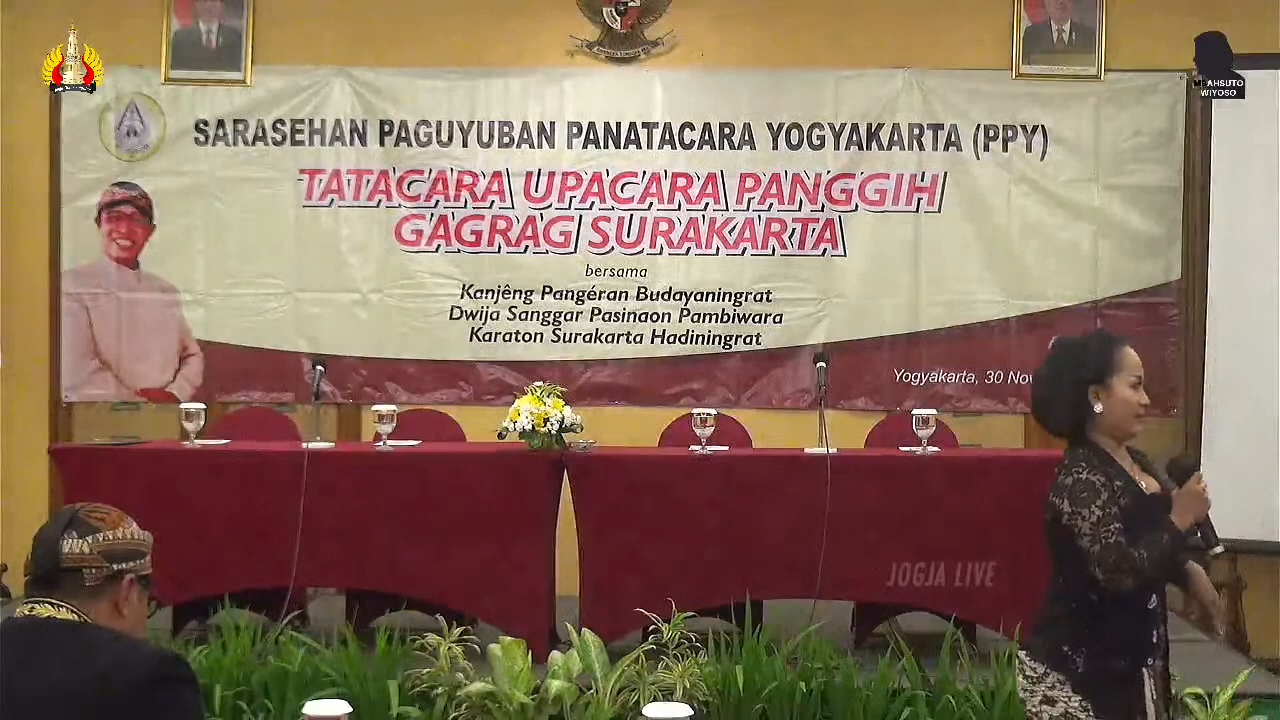 AHSUTO
WIYOSO
SARASEHAN PAGUYUBAN PANATACARA YOGYAKARTA (PPY)
TATACARA UPACARA PANGGIH
GAGRAG SURAKARTA
bersama
Kanjêng Pangéran Budayaningrat
Dwija Sanggar Pasinaon Pambiwara
Karaton Surakarta Hadiningrat
Yogyakarta, 30 Nov
JOGJA LIVE